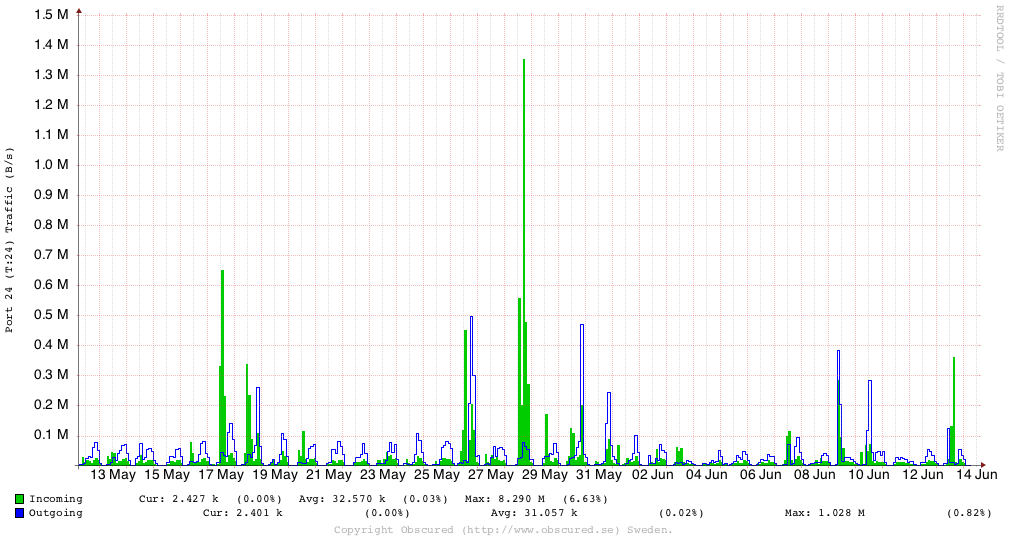 RRDTOOL / TOBI OETIKER
Port 24 (T:24) Traffic (B/s)
1.5 M
1.4 M
1.3 M
1.2 M
1.1 M
1.0 M
0.9 M
0.8 M
0.7 M
0.6 M
0.5 M
0.4 M
0.3 M
0.2 M
0.1 M
13 May 15 May 17 May 19 May 21 May 23 May 25 May 27 May 29 May 31 May 02 Jun 04 Jun 06 Jun 08 Jun 10 Jun 12 Jun 14 Jun
Incoming Cur: 2.427 k (0.00%) Avg: 32.570 k (0.03%) Max: 8.290 M (6.63%)
Outgoing Cur: 2.401 k (0.00%) Avg: 31.057 k (0.02%) Max: 1.028 M (0.82%)
Copyright Obscured (http://www.obscured.se) Sweden.